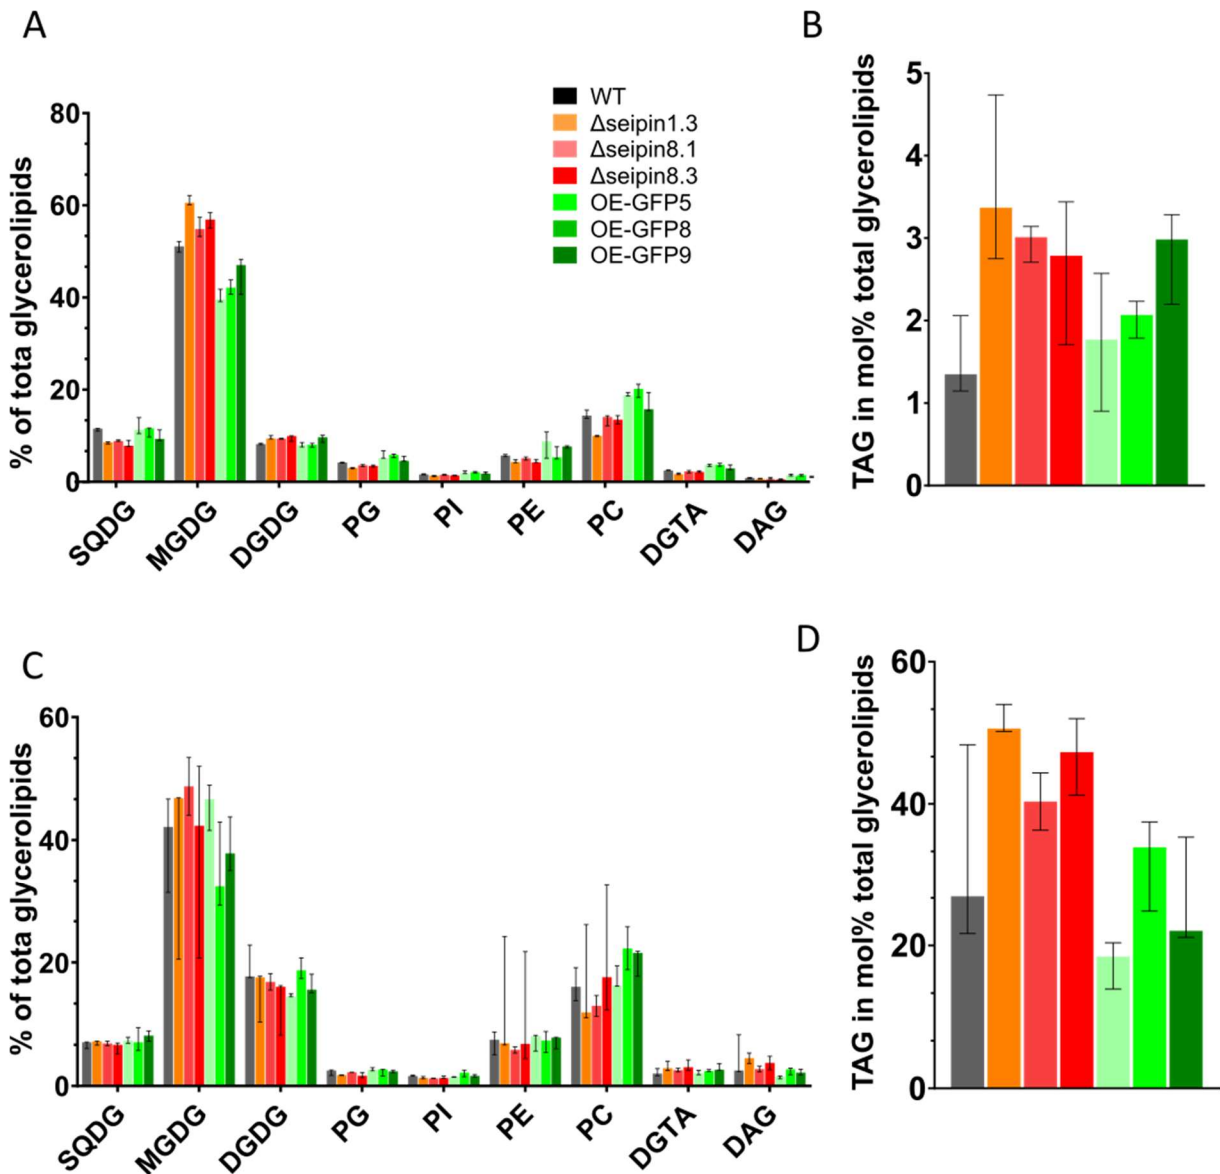 A
B
% of tota glycerolipids
80
60
40
20
0
WT
Δseipin1.3
Δseipin8.1
Δseipin8.3
OE-GFP5
OE-GFP8
OE-GFP9
SQDG
MGDG
DGDG
PG
PI
PE
PC
DGTA
DAG
TAG in mol% total glycerolipids
5
4
3
2
1
0
C
D
% of tota glycerolipids
60
40
20
0
SQDG
MGDG
DGDG
PG
PI
PE
PC
DGTA
DAG
TAG in mol% total glycerolipids
60
40
20
0